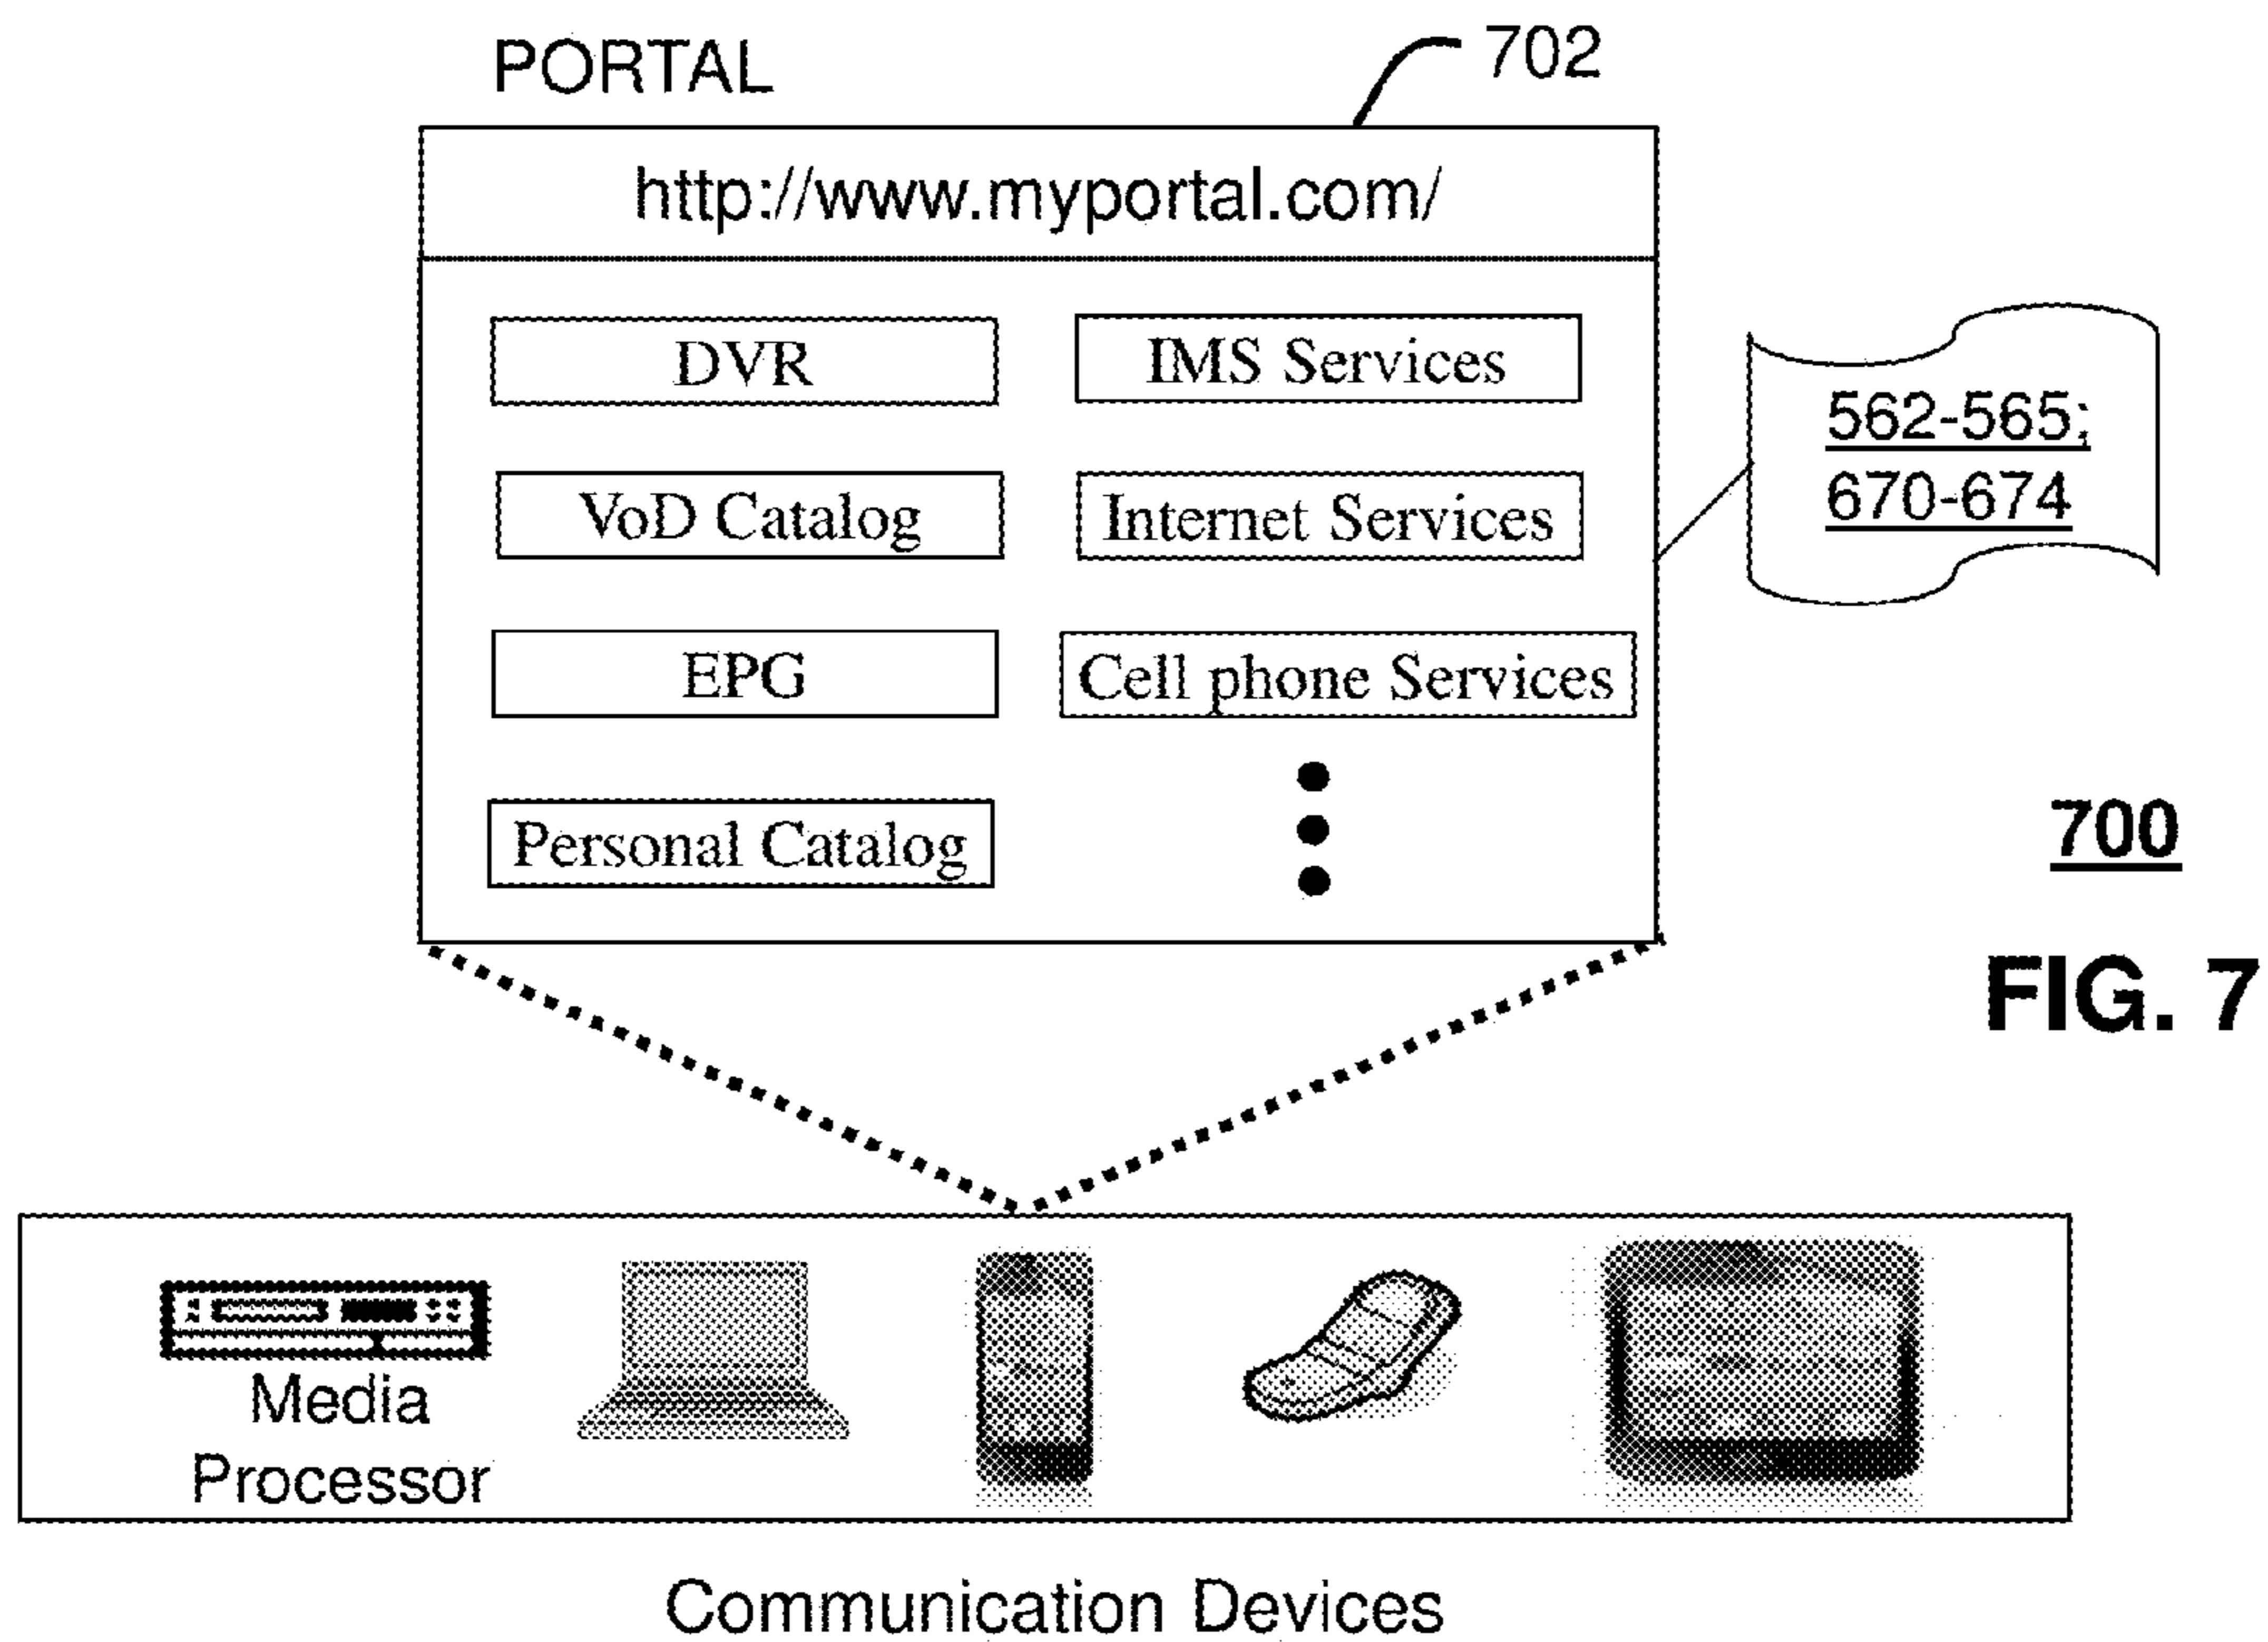 PORTAL
702
http://www.myportal.com/
DVR
IMS Services
VoD Catalog
Internet Services
EPG
Cell phone Services
Personal Catalog
562-565;
670-674
700
FIG. 7
Media
Processor
Communication Devices